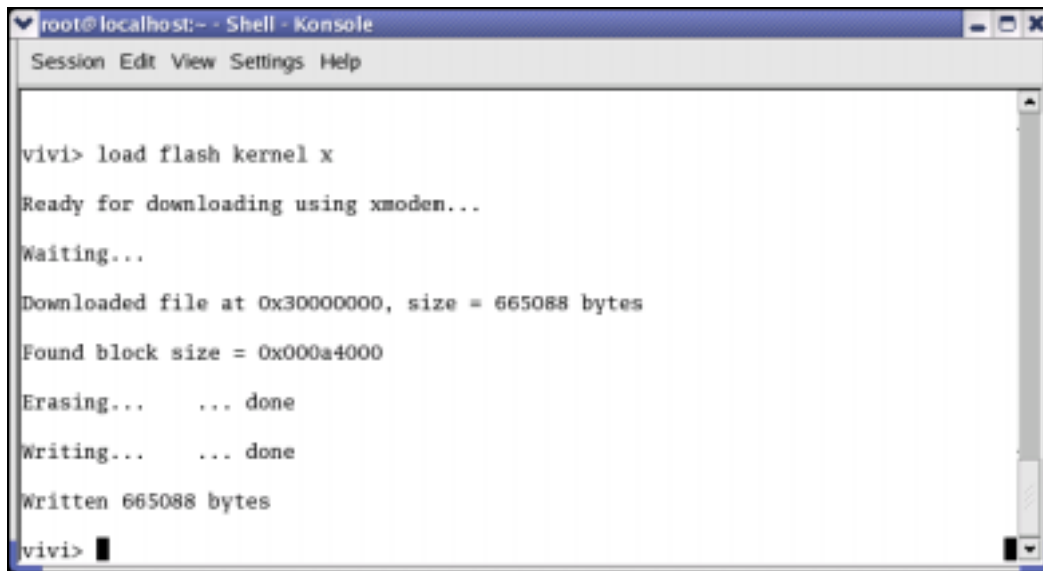 root@localhost:~ - Shell - Konsole
Session Edit View Settings Help
vivi> load flash kernel x
Ready for downloading using xmodem...
Waiting...
Downloaded file at 0x30000000, size = 665088 bytes
Found block size = 0x000a4000
Erasing...    ... done
Writing...    ... done
Written 665088 bytes
vivi>